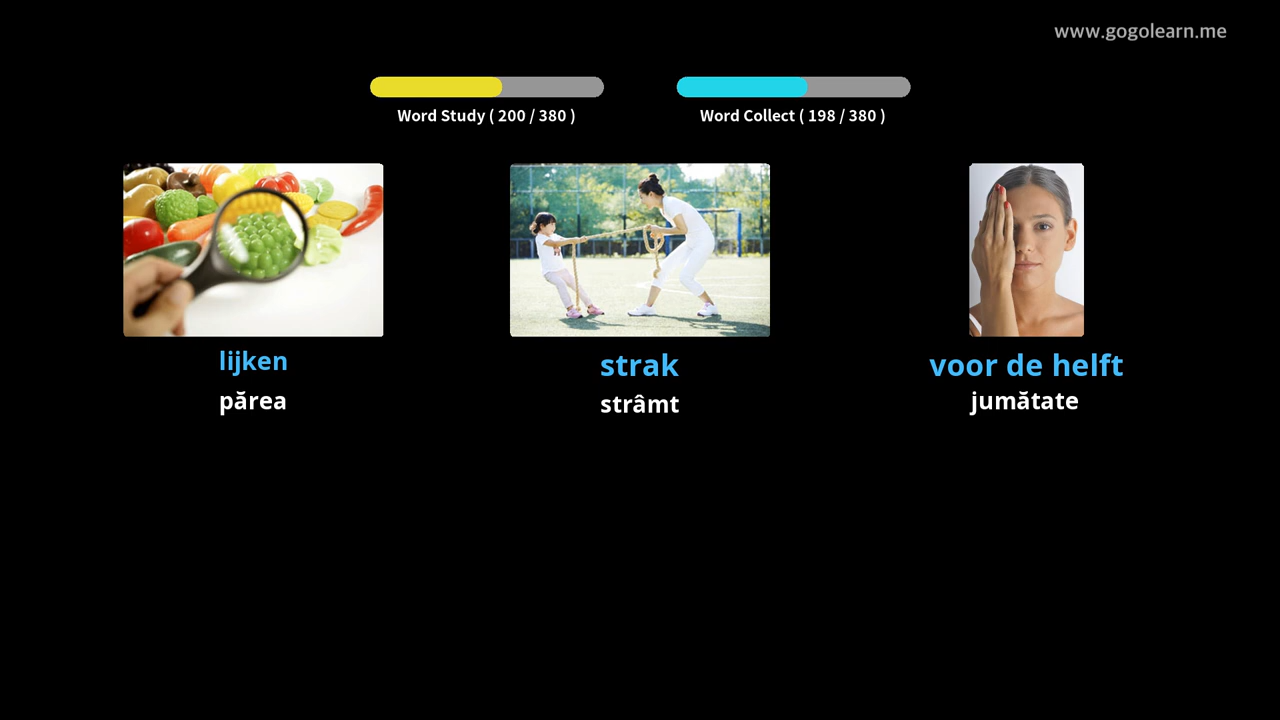 www.gogolearn.me
Word Study ( 200 / 380 )
Word Collect ( 198 / 380 )
lijken
părea
strak
strâmt
voor de helft
jumătate